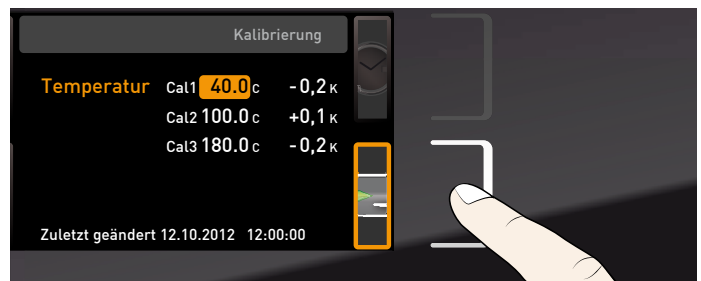 Kalibrierung
Temperatur Cal1 40.0 c -0,2 K
Cal2 100.0 c +0,1 K
Cal3 180.0 c -0,2 K
Zuletzt geändert 12.10.2012 12:00:00